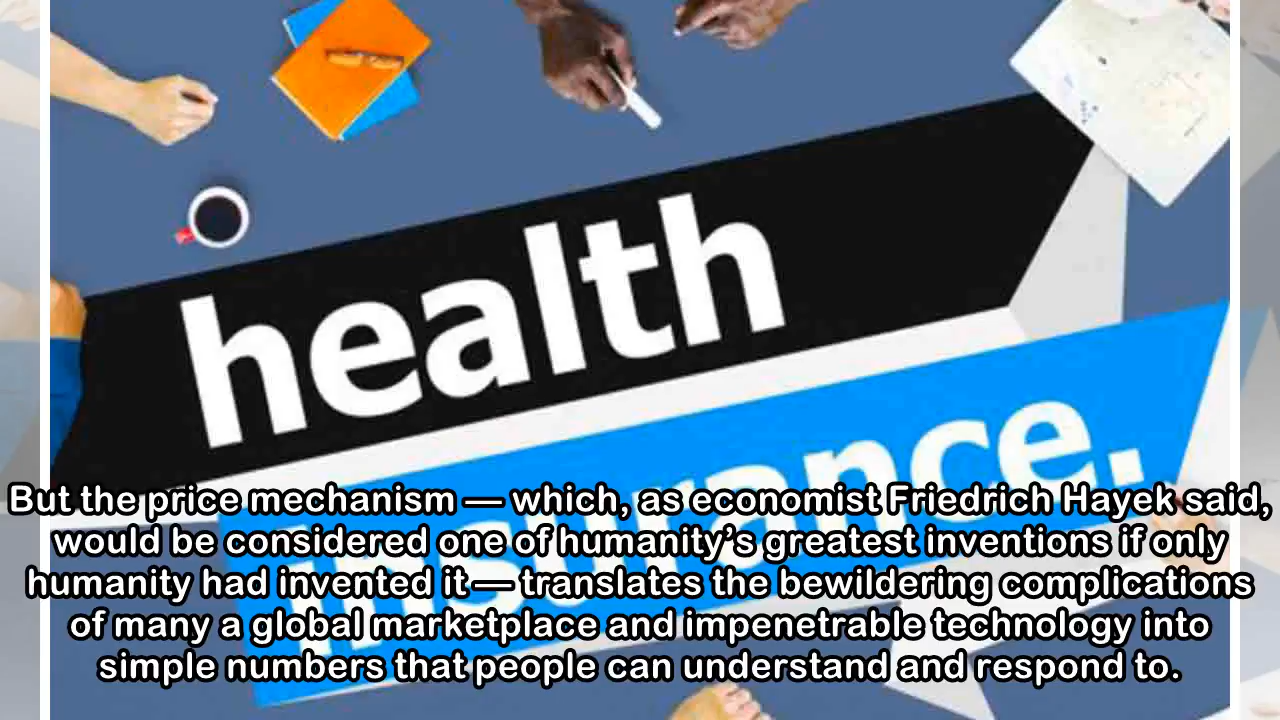 health
insurance.
But the price mechanism — which, as economist Friedrich Hayek said,
would be considered one of humanity’s greatest inventions if only
humanity had invented it — translates the bewildering complications
of many a global marketplace and impenetrable technology into
simple numbers that people can understand and respond to.